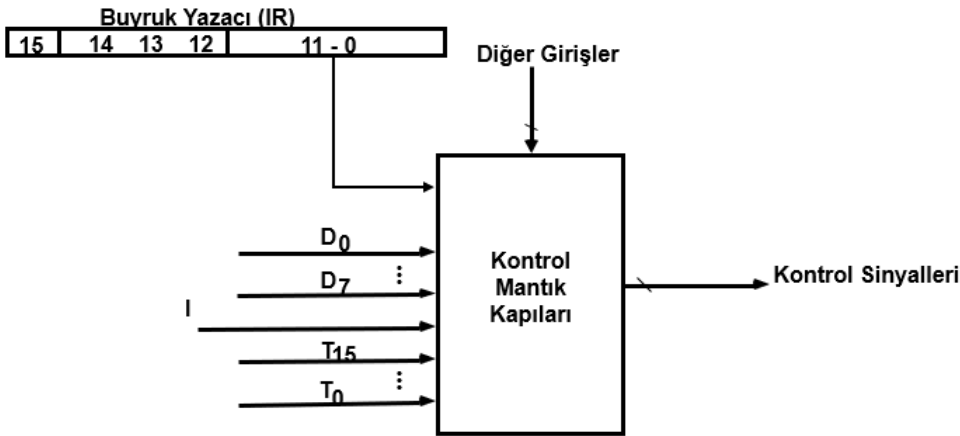 Buyruk Yazacı (IR)
15 14 13 12 11 - 0
Diğer Girişler
D0
D7
I
T15
T0
Kontrol
Mantık
Kapıları
Kontrol Sinyalleri